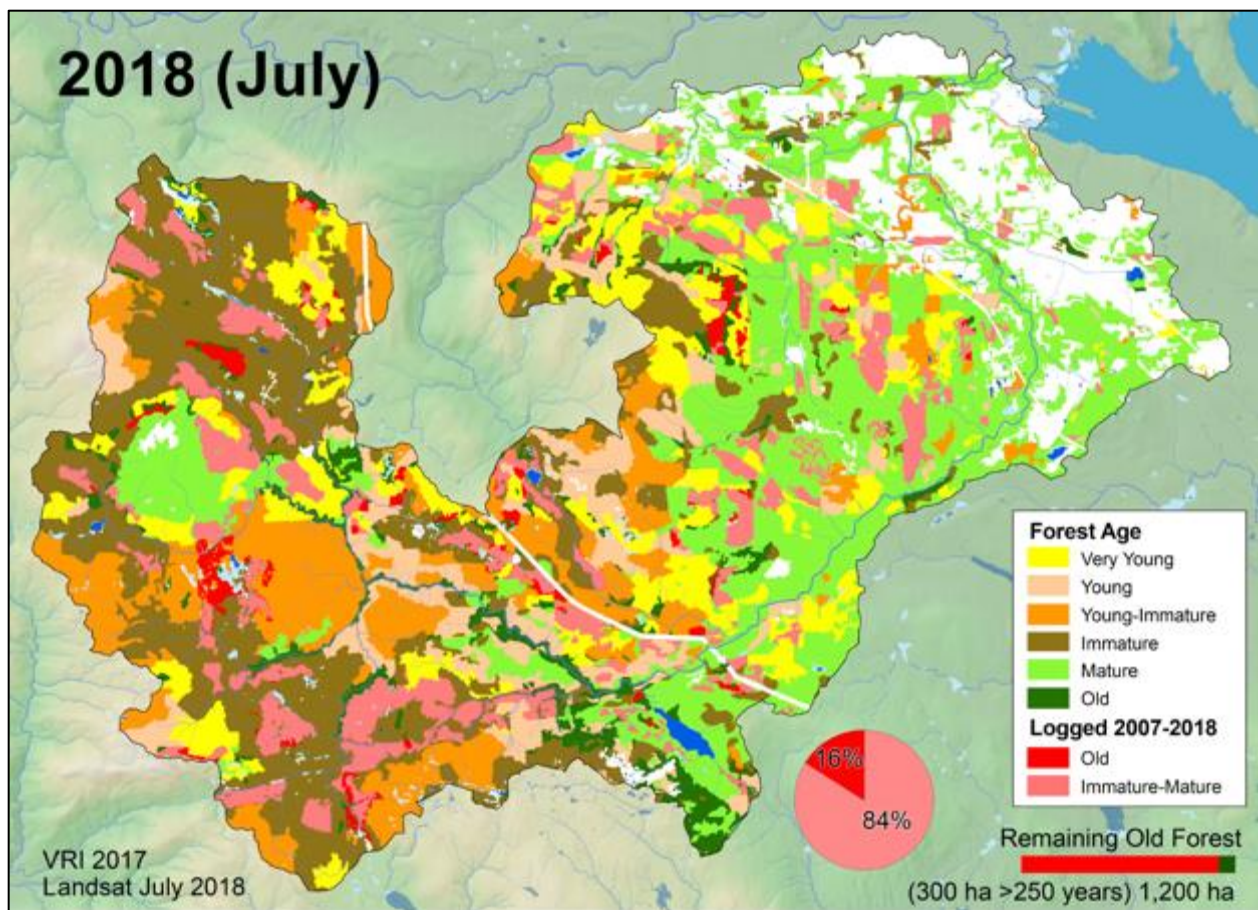 2018 (July)
Forest Age
Very Young
Young
Young-Immature
Immature
Mature
Old
Logged 2007-2018
Old
Immature-Mature
16%
84%
Remaining Old Forest
(300 ha >250 years) 1,200 ha
VRI 2017
Landsat July 2018